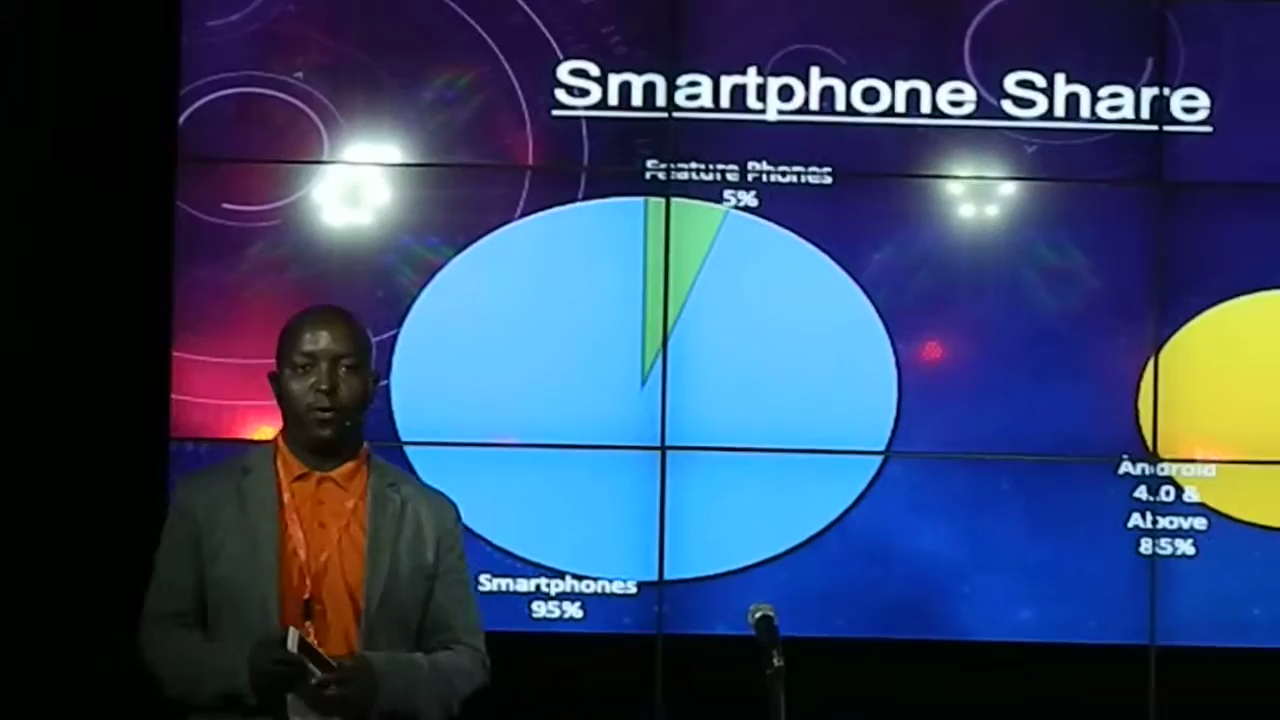 Smartphone Share
Feature Phones
5%
Smartphones
95%
Android
4.0 &
Above
85%